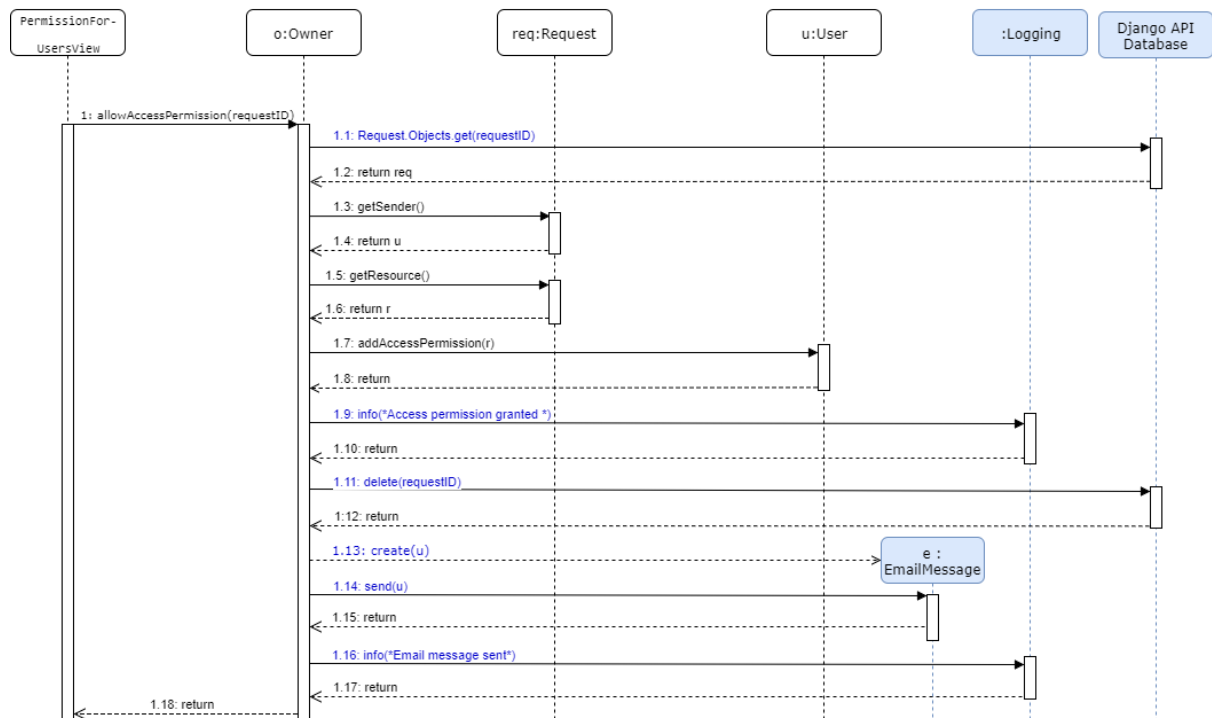 PermissionFor-
UsersView
o:Owner
req:Request
u:User
:Logging
Django API
Database
1: allowAccessPermission(requestID)
1.1: Request.Objects.get(requestID)
1.2: return req
1.3: getSender()
1.4: return u
1.5: getResource()
1.6: return r
1.7: addAccessPermission(r)
1.8: return
1.9: info(*Access permission granted *)
1.10: return
1.11: delete(requestID)
1:12: return
1.13: create(u)
e :
EmailMessage
1.14: send(u)
1.15: return
1.16: info(*Email message sent*)
1.17: return
1.18: return